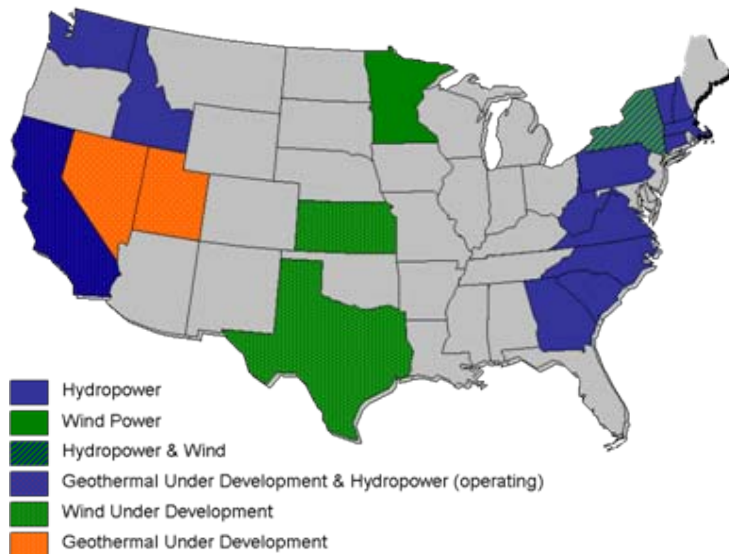 Hydropower
Wind Power
Hydropower & Wind
Geothermal Under Development & Hydropower (operating)
Wind Under Development
Geothermal Under Development